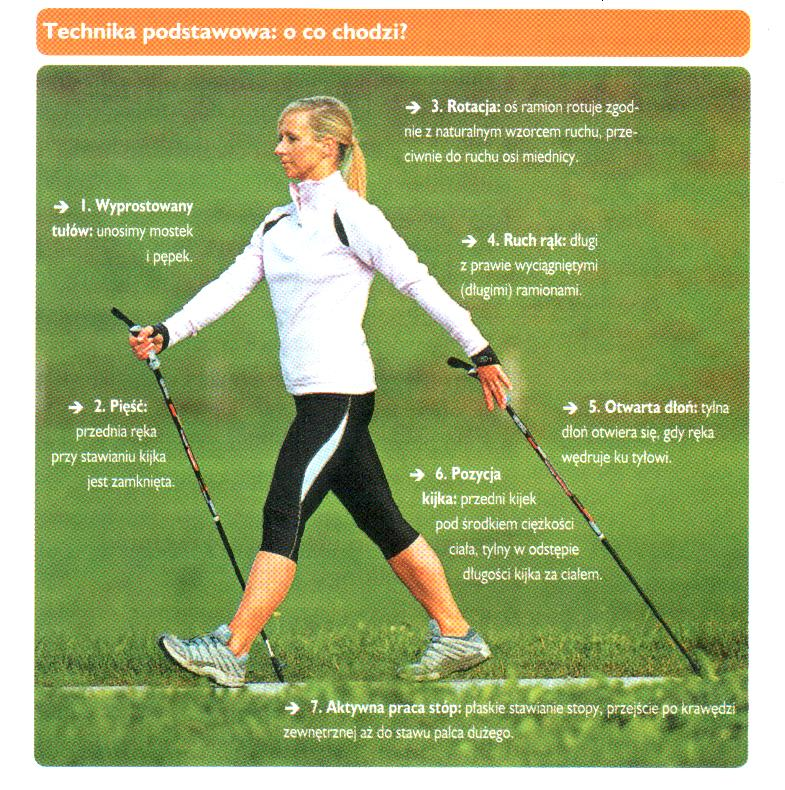 Technika podstawowa: o co chodzi?
→ 1. Wyprostowany
tułów: unosimy mostek
i pępek.
→ 2. Pięść:
przednia ręka
przy stawianiu kijka
jest zamknięta.
→ 3. Rotacja: oś ramion rotuje zgod-
nie z naturalnym wzorcem ruchu, prze-
ciwnie do ruchu osi miednicy.
→ 4. Ruch rąk: długi
z prawie wyciągniętymi
(długimi) ramionami.
→ 5. Otwarta dłoń: tylna
dłoń otwiera się, gdy ręka
wędruje ku tyłowi.
→ 6. Pozycja
kijka: przedni kijek
pod środkiem ciężkości
ciała, tylny w odstępie
długości kijka za ciałem.
→ 7. Aktywna praca stóp: płaskie stawianie stopy, przejście po krawędzi
zewnętrznej aż do stawu palca dużego.